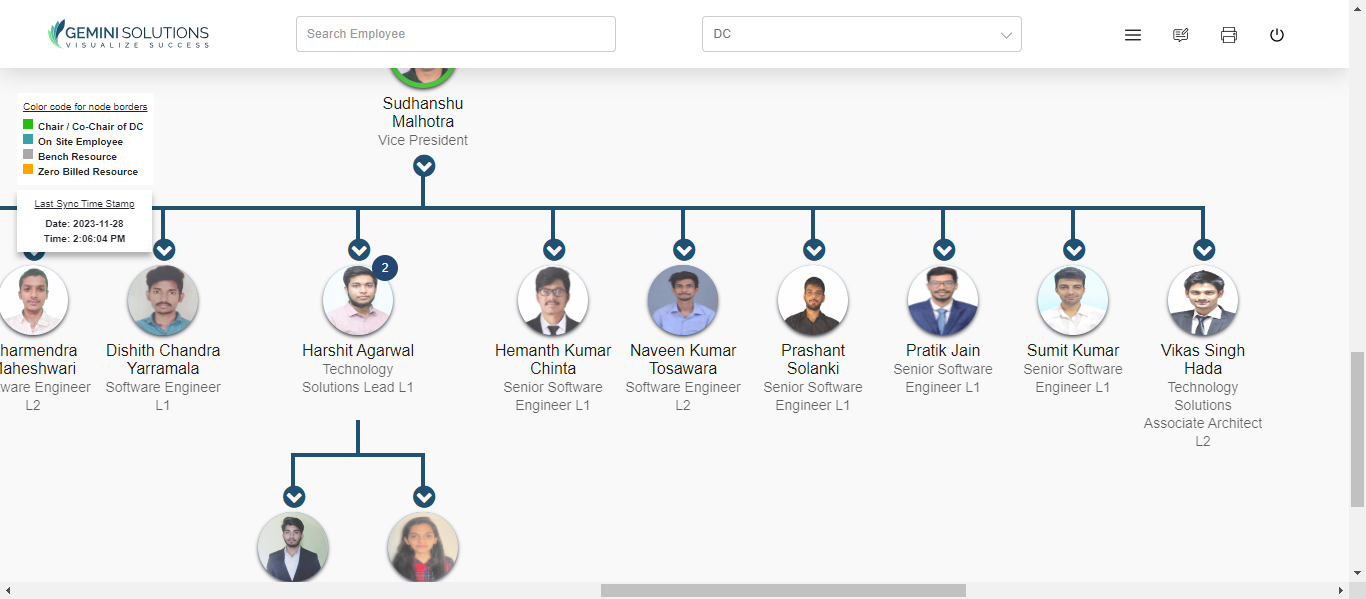 GEMINI SOLUTIONS
VISUALIZE SUCCESS
Search Employee
DC
Sudhanshu
Malhotra
Vice President
Color code for node borders
Chair / Co-Chair of DC
On Site Employee
Bench Resource
Zero Billed Resource
Last Sync Time Stamp
Date: 2023-11-28
Time: 2:06:04 PM
harmendra
Maheshwari
ware Engineer
L2
Dishith Chandra
Yarramala
Software Engineer
L1
2
Harshit Agarwal
Technology
Solutions Lead L1
Hemanth Kumar
Chinta
Senior Software
Engineer L1
Naveen Kumar
Tosawara
Software Engineer
L2
Prashant
Solanki
Senior Software
Engineer L1
Pratik Jain
Senior Software
Engineer L1
Sumit Kumar
Senior Software
Engineer L1
Vikas Singh
Hada
Technology
Solutions
Associate Architect
L2